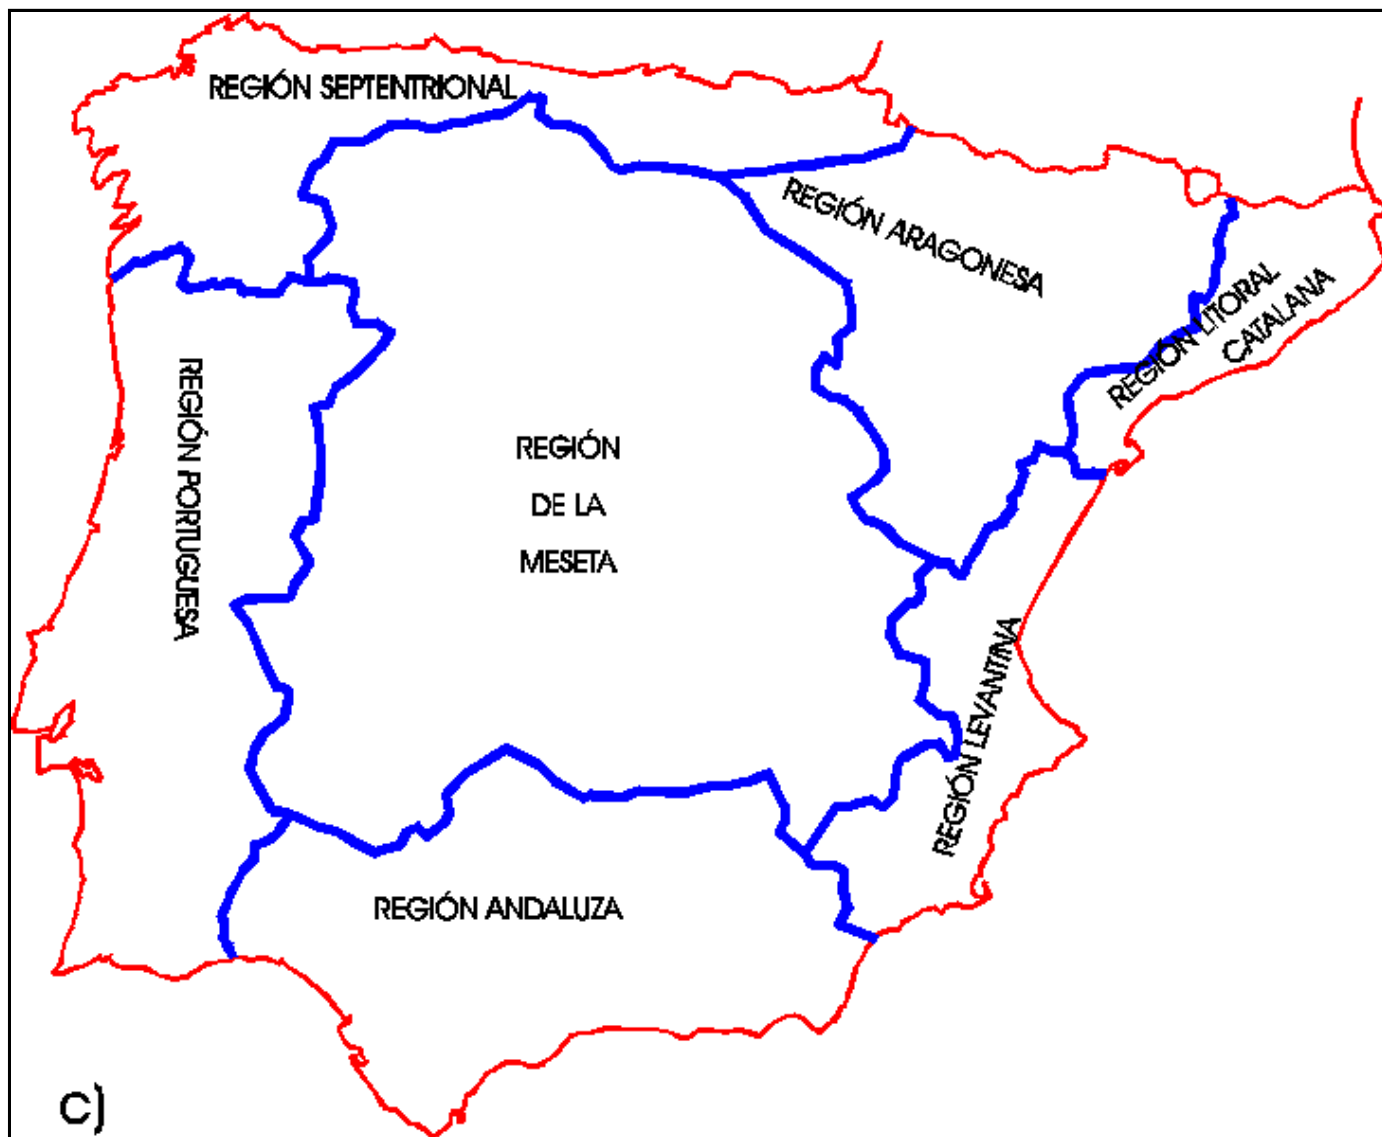 REGIÓN SEPTENTRIONAL
REGIÓN ARAGONESA
REGIÓN LITORAL
CATALANA
REGIÓN PORTUGUESA
REGIÓN
DE LA
MESETA
REGIÓN LEVANTINA
REGIÓN ANDALUZA
C)